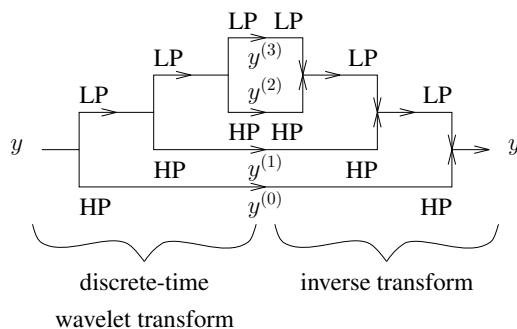 LP LP
y^{(3)}
LP LP
y^{(2)}
LP LP
HP HP
y y
y^{(1)}
HP HP
y^{(0)}
HP HP
discrete-time inverse transform
wavelet transform